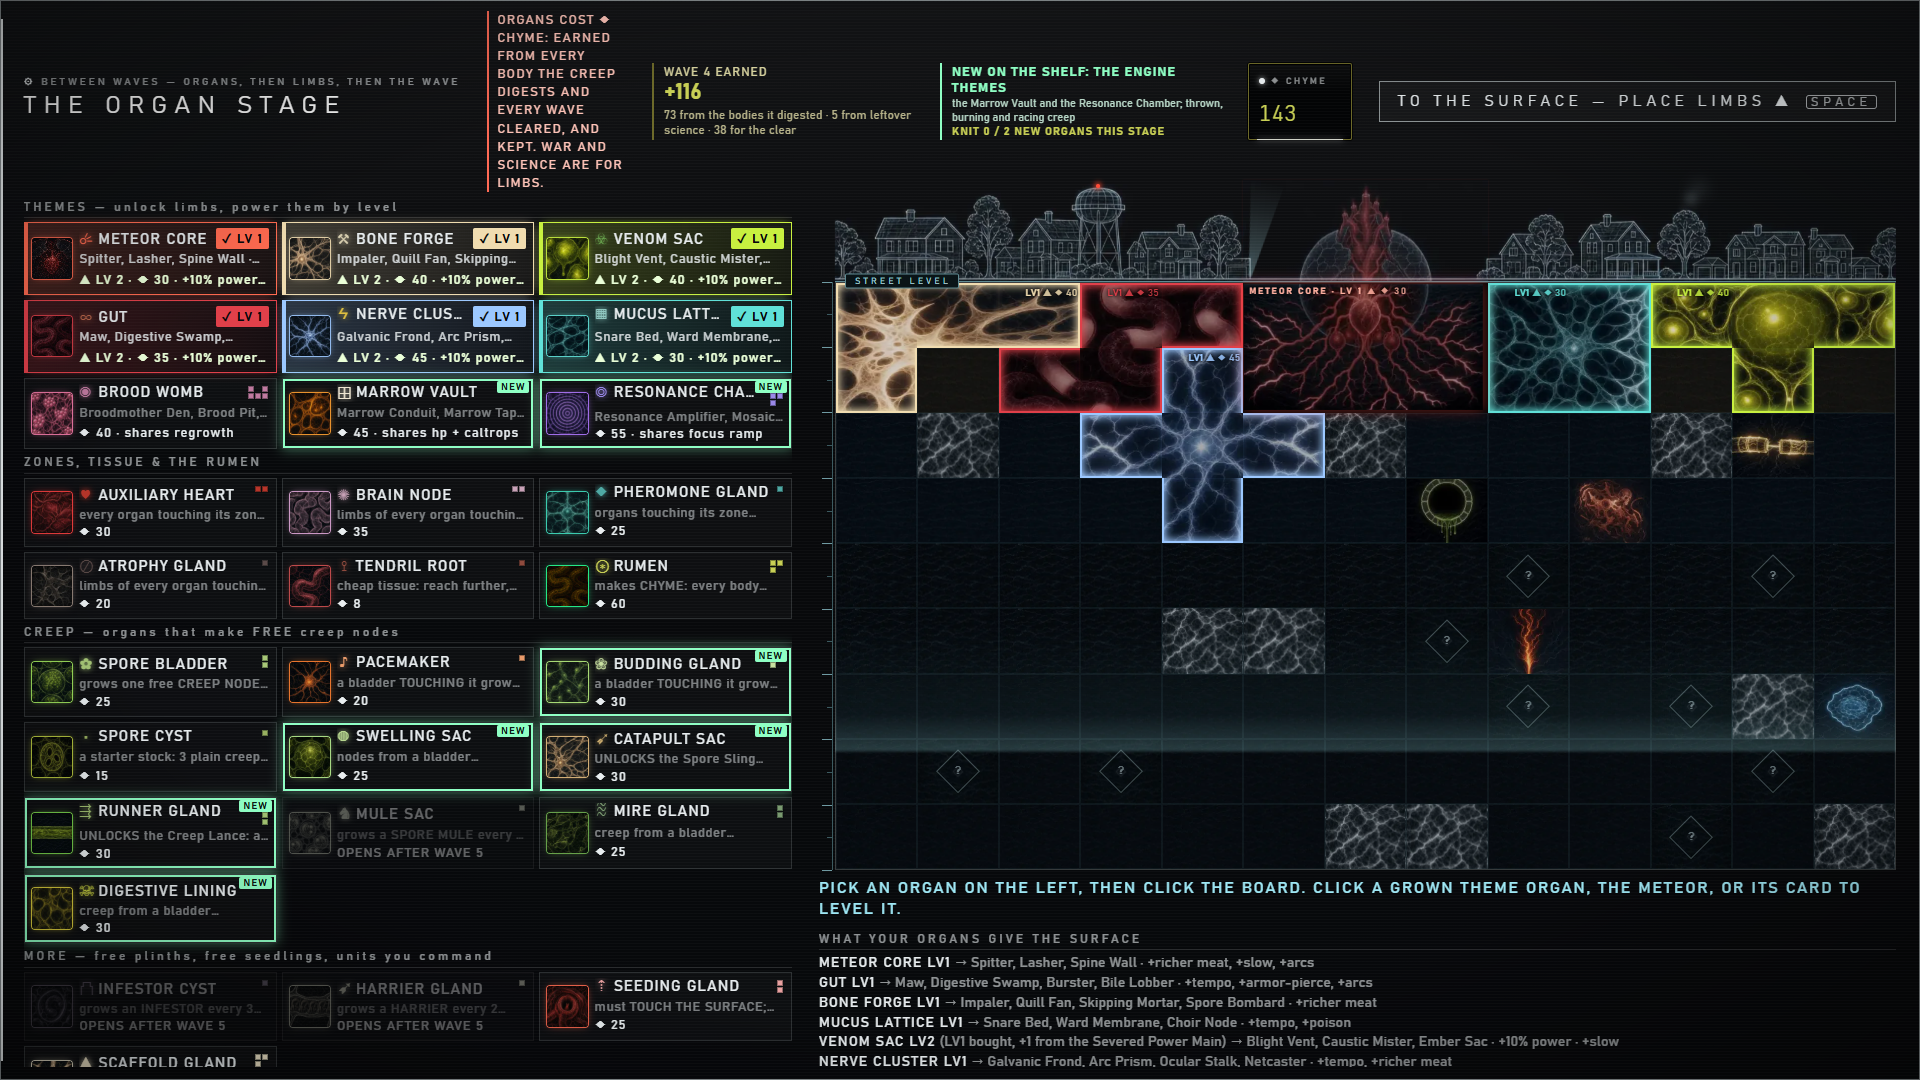 BETWEEN WAVES — ORGANS, THEN LIMBS, THEN THE WAVE
THE ORGAN STAGE
ORGANS COST ◆
CHYME: EARNED
FROM EVERY
BODY THE CREEP
DIGESTS AND
EVERY WAVE
CLEARED, AND
KEPT. WAR AND
SCIENCE ARE FOR
LIMBS.
WAVE 4 EARNED
+116
73 from the bodies it digested · 5 from leftover
science · 38 for the clear
NEW ON THE SHELF: THE ENGINE
THEMES
the Marrow Vault and the Resonance Chamber; thrown,
burning and racing creep
KNIT 0 / 2 NEW ORGANS THIS STAGE
◆ CHYME
143
TO THE SURFACE — PLACE LIMBS ▲ SPACE
THEMES — unlock limbs, power them by level
METEOR CORE ✓ LV 1
Spitter, Lasher, Spine Wall ·…
▲ LV 2 · ◆ 30 · +10% power…
BONE FORGE ✓ LV 1
Impaler, Quill Fan, Skipping…
▲ LV 2 · ◆ 40 · +10% power…
VENOM SAC ✓ LV 1
Blight Vent, Caustic Mister,…
▲ LV 2 · ◆ 40 · +10% power…
GUT ✓ LV 1
Maw, Digestive Swamp,…
▲ LV 2 · ◆ 35 · +10% power…
NERVE CLUS… ✓ LV 1
Galvanic Frond, Arc Prism,…
▲ LV 2 · ◆ 45 · +10% power…
MUCUS LATT… ✓ LV 1
Snare Bed, Ward Membrane,…
▲ LV 2 · ◆ 30 · +10% power…
BROOD WOMB
Broodmother Den, Brood Pit,…
◆ 40 · shares regrowth
MARROW VAULT NEW
Marrow Conduit, Marrow Tap…
◆ 45 · shares hp + caltrops
RESONANCE CHA… NEW
Resonance Amplifier, Mosaic…
◆ 55 · shares focus ramp
ZONES, TISSUE & THE RUMEN
AUXILIARY HEART
every organ touching its zon…
◆ 30
BRAIN NODE
limbs of every organ touchin…
◆ 35
PHEROMONE GLAND
organs touching its zone…
◆ 25
ATROPHY GLAND
limbs of every organ touchin…
◆ 20
TENDRIL ROOT
cheap tissue: reach further,…
◆ 8
RUMEN
makes CHYME: every body…
◆ 60
CREEP — organs that make FREE creep nodes
SPORE BLADDER
grows one free CREEP NODE…
◆ 25
PACEMAKER
a bladder TOUCHING it grow…
◆ 20
BUDDING GLAND NEW
a bladder TOUCHING it grow…
◆ 30
SPORE CYST
a starter stock: 3 plain creep…
◆ 15
SWELLING SAC NEW
nodes from a bladder…
◆ 25
CATAPULT SAC NEW
UNLOCKS the Spore Sling…
◆ 30
RUNNER GLAND NEW
UNLOCKS the Creep Lance: a…
◆ 30
MULE SAC
grows a SPORE MULE every …
OPENS AFTER WAVE 5
MIRE GLAND
creep from a bladder…
◆ 25
DIGESTIVE LINING NEW
creep from a bladder…
◆ 30
MORE — free plinths, free seedlings, units you command
INFESTOR CYST
grows an INFESTOR every 3…
OPENS AFTER WAVE 5
HARRIER GLAND
grows a HARRIER every 2…
OPENS AFTER WAVE 5
SEEDING GLAND
must TOUCH THE SURFACE;…
◆ 25
SCAFFOLD GLAND
STREET LEVEL
LV1 ▲ ◆ 40
LV1 ▲ ◆ 35
METEOR CORE · LV 1 ▲ ◆ 30
LV1 ▲ ◆ 30
LV1 ▲ ◆ 40
LV1 ▲ ◆ 45
?
?
?
?
?
?
?
?
?
PICK AN ORGAN ON THE LEFT, THEN CLICK THE BOARD. CLICK A GROWN THEME ORGAN, THE METEOR, OR ITS CARD TO
LEVEL IT.
WHAT YOUR ORGANS GIVE THE SURFACE
METEOR CORE LV1 → Spitter, Lasher, Spine Wall · +richer meat, +slow, +arcs
GUT LV1 → Maw, Digestive Swamp, Burster, Bile Lobber · +tempo, +armor-pierce, +arcs
BONE FORGE LV1 → Impaler, Quill Fan, Skipping Mortar, Spore Bombard · +richer meat
MUCUS LATTICE LV1 → Snare Bed, Ward Membrane, Choir Node · +tempo, +poison
VENOM SAC LV2 (LV1 bought, +1 from the Severed Power Main) → Blight Vent, Caustic Mister, Ember Sac · +10% power · +slow
NERVE CLUSTER LV1 → Galvanic Frond, Arc Prism, Ocular Stalk, Netcaster · +tempo, +richer meat